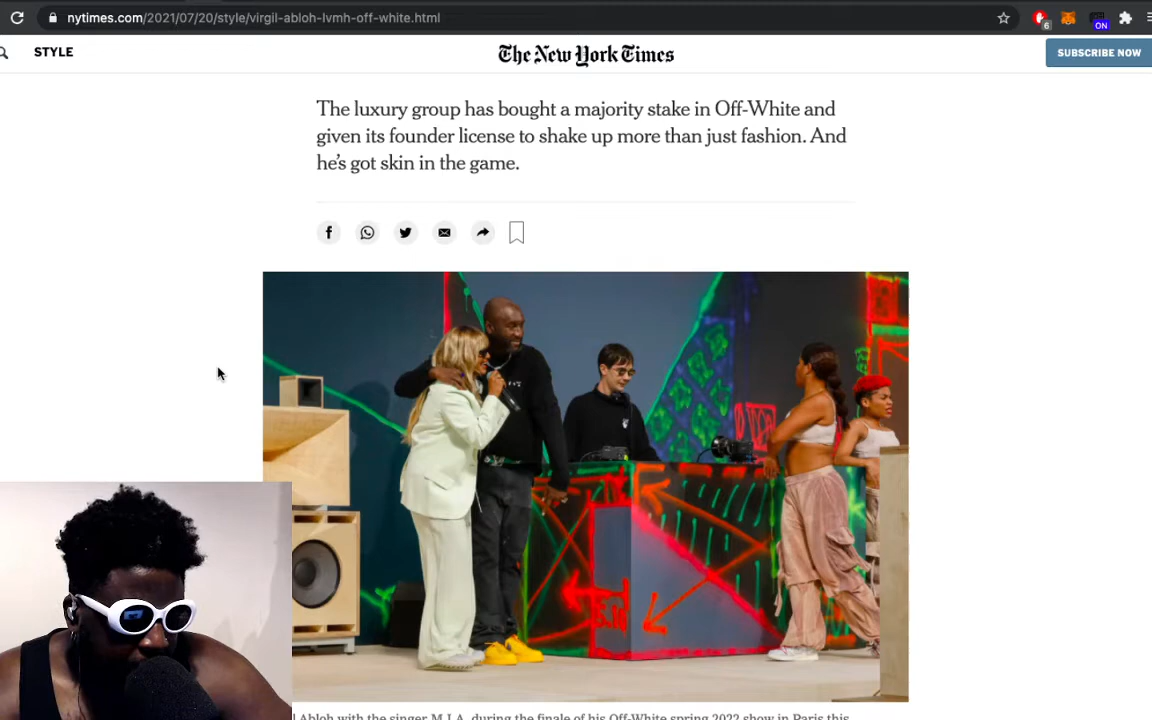 nytimes.com/2021/07/20/style/virgil-abloh-lvmh-off-white.html
6
ON
STYLE
The New York Times
SUBSCRIBE NOW
The luxury group has bought a majority stake in Off-White and
given its founder license to shake up more than just fashion. And
he's got skin in the game.
Abloh with the singer M.I.A. during the finale of his Off-White spring 2022 show in Paris this